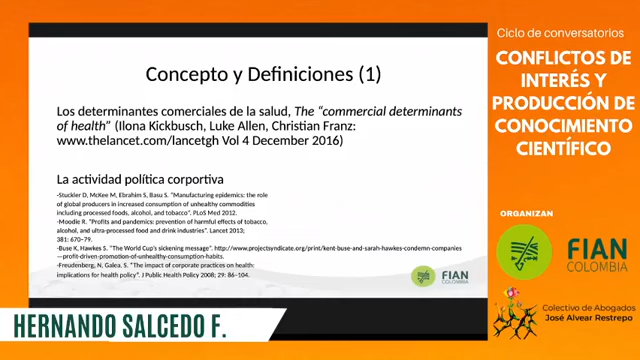 Concepto y Definiciones (1)
Los determinantes comerciales de la salud, The “commercial determinants
of health” (Ilona Kickbusch, Luke Allen, Christian Franz:
www.thelancet.com/lancetgh Vol 4 December 2016)
La actividad política corportiva
-Stuckler D, McKee M, Ebrahim S, Basu S. “Manufacturing epidemics: the role
of global producers in increased consumption of unhealthy commodities
including processed foods, alcohol, and tobacco”. PLoS Med 2012.
-Moodie R. “Profits and pandemics: prevention of harmful effects of tobacco,
alcohol, and ultra-processed food and drink industries”. Lancet 2013;
381: 670–79.
-Buse K, Hawkes S. “The World Cup’s sickening message”. http://www.projectsyndicate.org/print/kent-buse-and-sarah-hawkes-condemn-companies
—profit-driven-promotion-of-unhealthy-consumption-habits.
-Freudenberg, N, Galea. S. “The impact of corporate practices on health:
implications for health policy”. J Public Health Policy 2008; 29: 86–104.
FIAN
COLOMBIA
HERNANDO SALCEDO F.
Ciclo de conversatorios
CONFLICTOS DE
INTERÉS Y
PRODUCCIÓN DE
CONOCIMIENTO
CIENTÍFICO
ORGANIZAN
FIAN
COLOMBIA
Colectivo de Abogados
José Alvear Restrepo